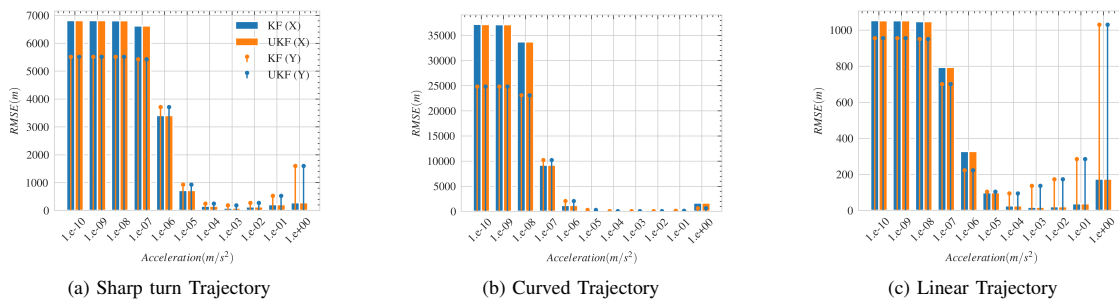 7000
6000
5000
4000
3000
2000
1000
0
RMSE(m)
KF (X)
UKF (X)
KF (Y)
UKF (Y)
1.e-10
1.e-09
1.e-08
1.e-07
1.e-06
1.e-05
1.e-04
1.e-03
1.e-02
1.e-01
1.e+00
Acceleration(m/s²)
(a) Sharp turn Trajectory
35000
30000
25000
20000
15000
10000
5000
0
RMSE(m)
1.e-10
1.e-09
1.e-08
1.e-07
1.e-06
1.e-05
1.e-04
1.e-03
1.e-02
1.e-01
1.e+00
Acceleration(m/s²)
(b) Curved Trajectory
1000
800
600
400
200
0
RMSE(m)
1.e-10
1.e-09
1.e-08
1.e-07
1.e-06
1.e-05
1.e-04
1.e-03
1.e-02
1.e-01
1.e+00
Acceleration(m/s²)
(c) Linear Trajectory